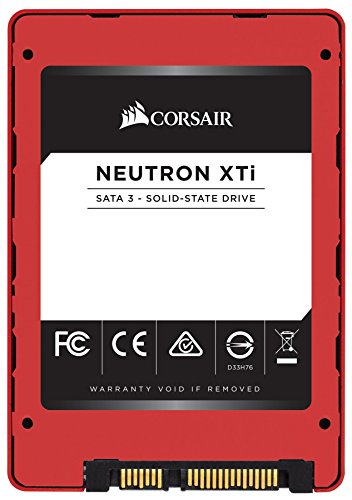 CORSAIR
NEUTRON XTi
SATA 3 - SOLID-STATE DRIVE
FC CE
D33H76
WARRANTY VOID IF REMOVED